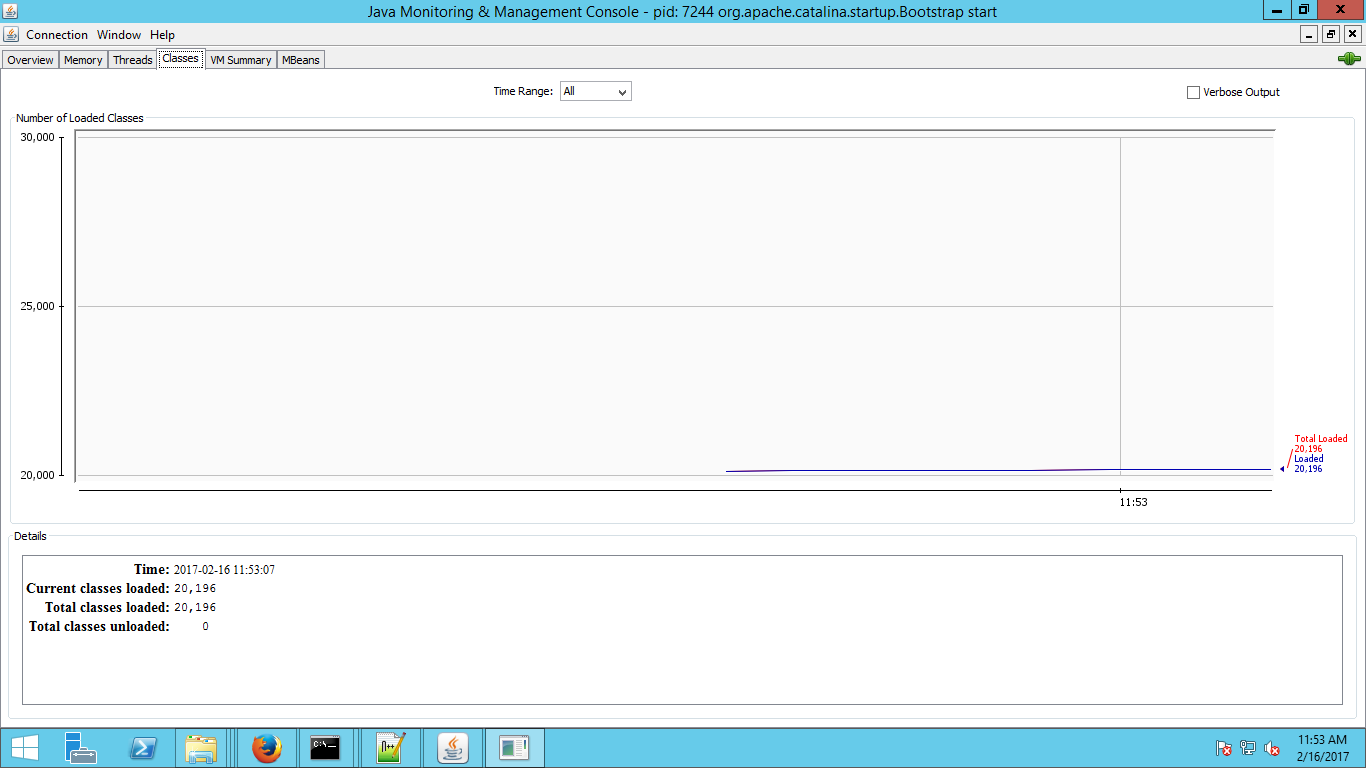 Java Monitoring & Management Console - pid: 7244 org.apache.catalina.startup.Bootstrap start
Connection Window Help
Overview Memory Threads Classes VM Summary MBeans
Time Range: All
Verbose Output
Number of Loaded Classes
30,000
25,000
20,000
Total Loaded
20,196
Loaded
20,196
11:53
Details
Time: 2017-02-16 11:53:07
Current classes loaded: 20,196
Total classes loaded: 20,196
Total classes unloaded: 0
11:53 AM
2/16/2017